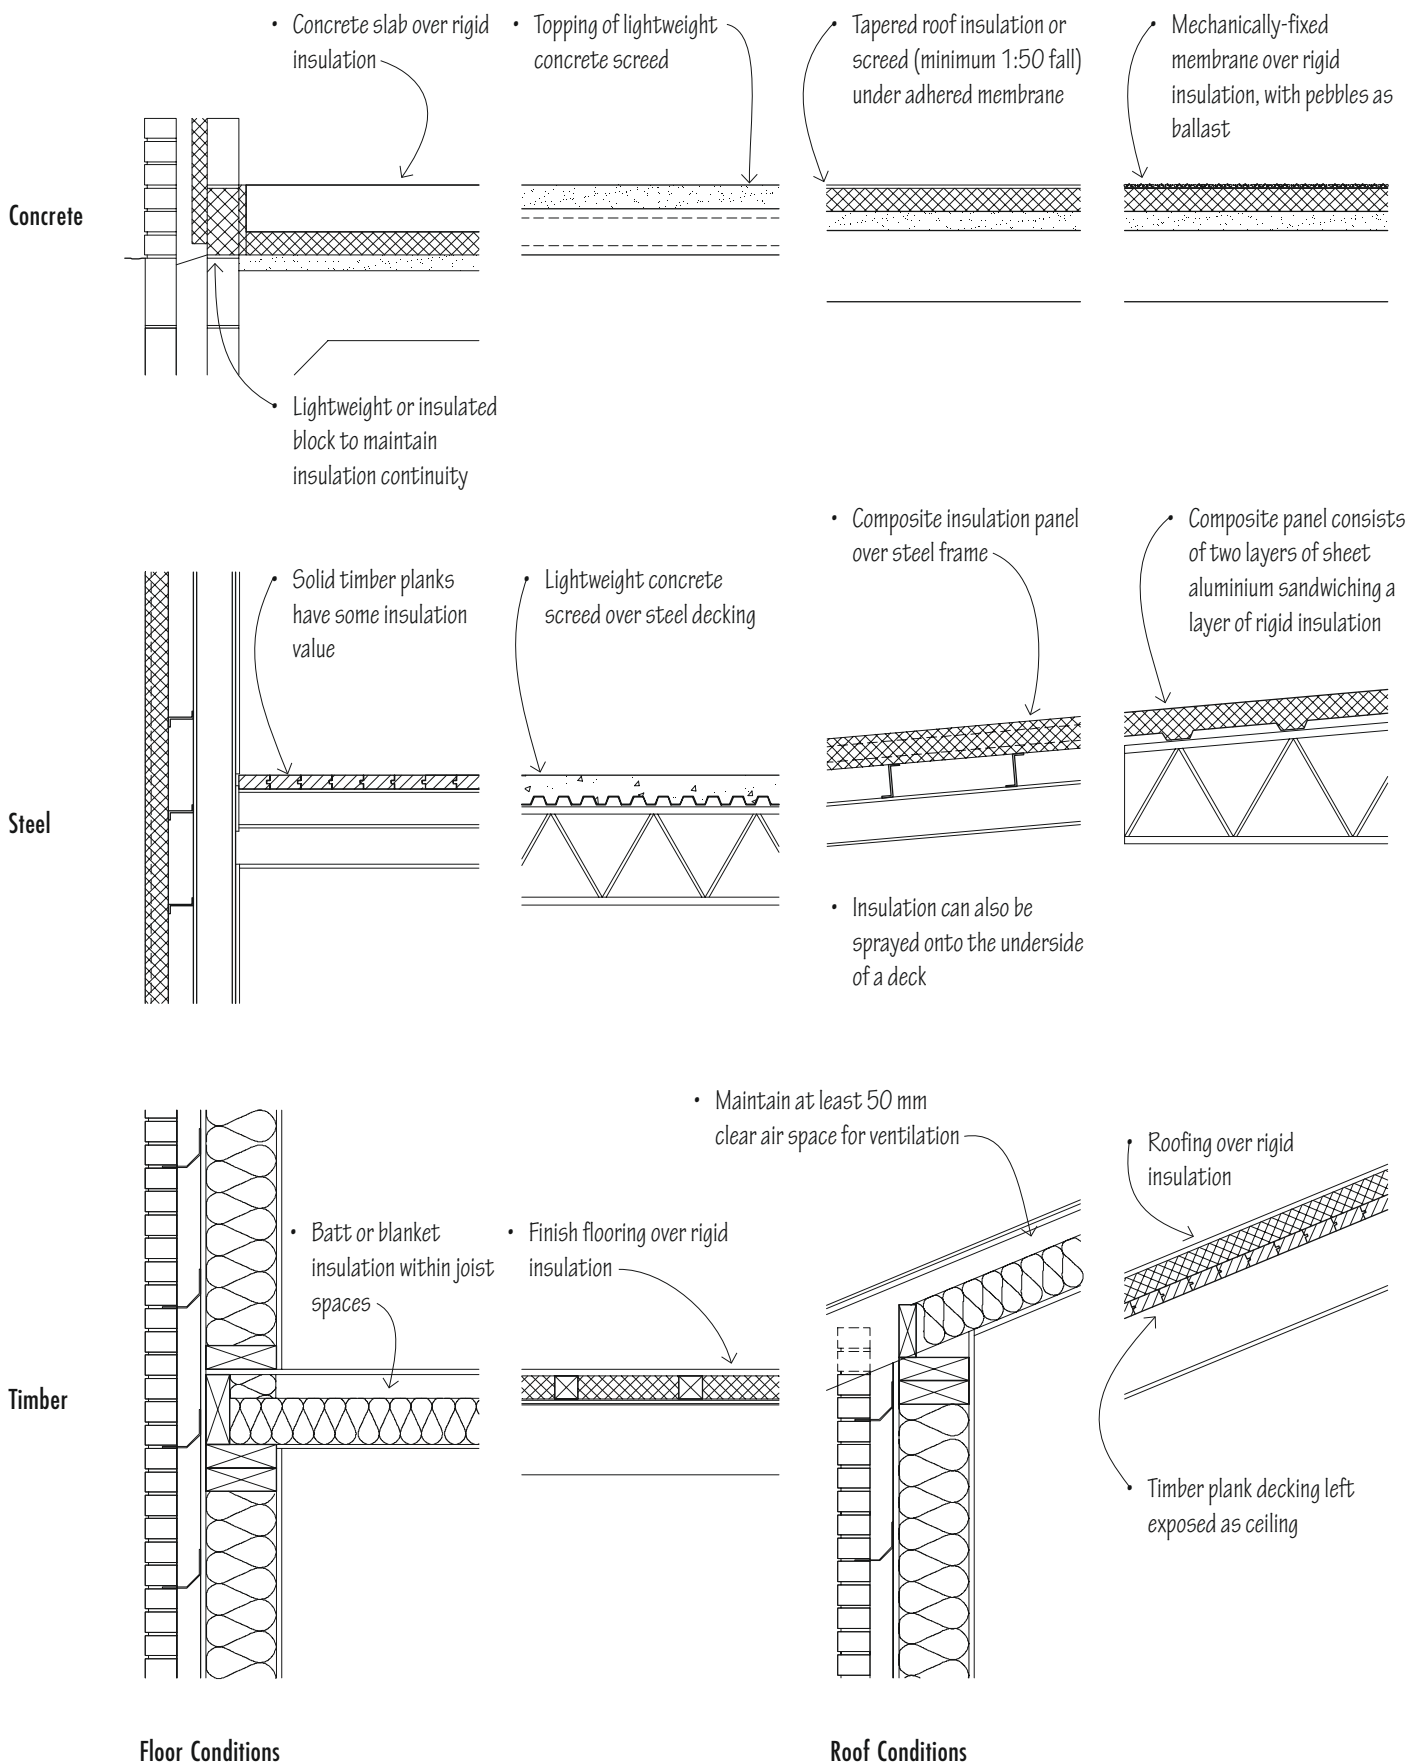 • Concrete slab over rigid
insulation
• Topping of lightweight
concrete screed
• Tapered roof insulation or
screed (minimum 1:50 fall)
under adhered membrane
• Mechanically-fixed
membrane over rigid
insulation, with pebbles as
ballast
Concrete
• Lightweight or insulated
block to maintain
insulation continuity
• Solid timber planks
have some insulation
value
• Lightweight concrete
screed over steel decking
• Composite insulation panel
over steel frame
• Composite panel consists
of two layers of sheet
aluminium sandwiching a
layer of rigid insulation
Steel
• Insulation can also be
sprayed onto the underside
of a deck
• Batt or blanket
insulation within joist
spaces
• Finish flooring over rigid
insulation
• Maintain at least 50 mm
clear air space for ventilation
• Roofing over rigid
insulation
Timber
• Timber plank decking left
exposed as ceiling
Floor Conditions
Roof Conditions